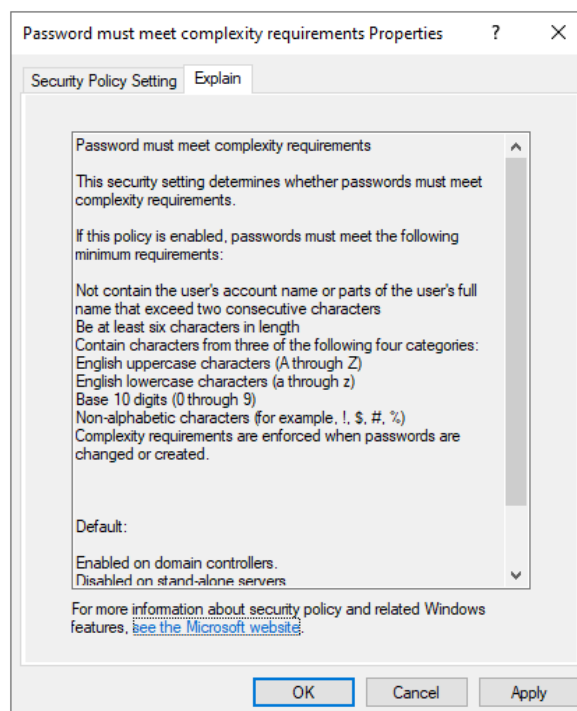 Password must meet complexity requirements Properties
Security Policy Setting
Explain
Password must meet complexity requirements
This security setting determines whether passwords must meet
complexity requirements.
If this policy is enabled, passwords must meet the following
minimum requirements:
Not contain the user's account name or parts of the user's full
name that exceed two consecutive characters
Be at least six characters in length
Contain characters from three of the following four categories:
English uppercase characters (A through Z)
English lowercase characters (a through z)
Base 10 digits (0 through 9)
Non-alphabetic characters (for example, !, $, #, %)
Complexity requirements are enforced when passwords are
changed or created.
Default:
Enabled on domain controllers.
Disabled on stand-alone servers
For more information about security policy and related Windows
features, see the Microsoft website.
OK
Cancel
Apply